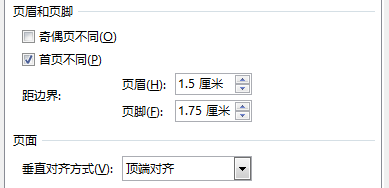 页眉和页脚
奇偶页不同(O)
首页不同(P)
距边界:
页眉(H): 1.5 厘米
页脚(F): 1.75 厘米
页面
垂直对齐方式(V): 顶端对齐